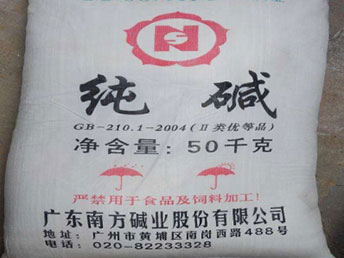 纯 碱
GB-210.1-2004(Ⅱ类优等品)
净含量：50千克
严禁用于食品及饲料加工!
广东南方碱业股份有限公司
地址：广州市黄埔区南岗西路488号
电话：020-82233328